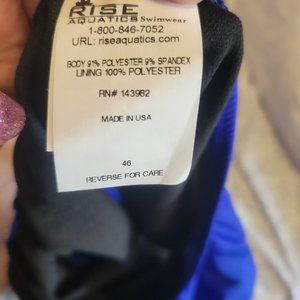 RISE
AQUATICS Swimwear
1-800-846-7052
URL: riseaquatics.com
BODY 91% POLYESTER 9% SPANDEX
LINING 100% POLYESTER
RN# 143982
MADE IN USA
46
REVERSE FOR CARE